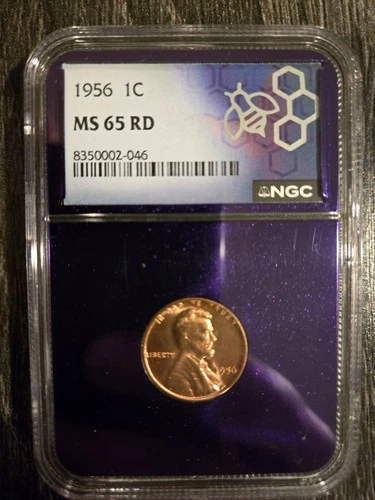 1956 1C
MS 65 RD
8350002-046
NGC
LIBERTY
1956